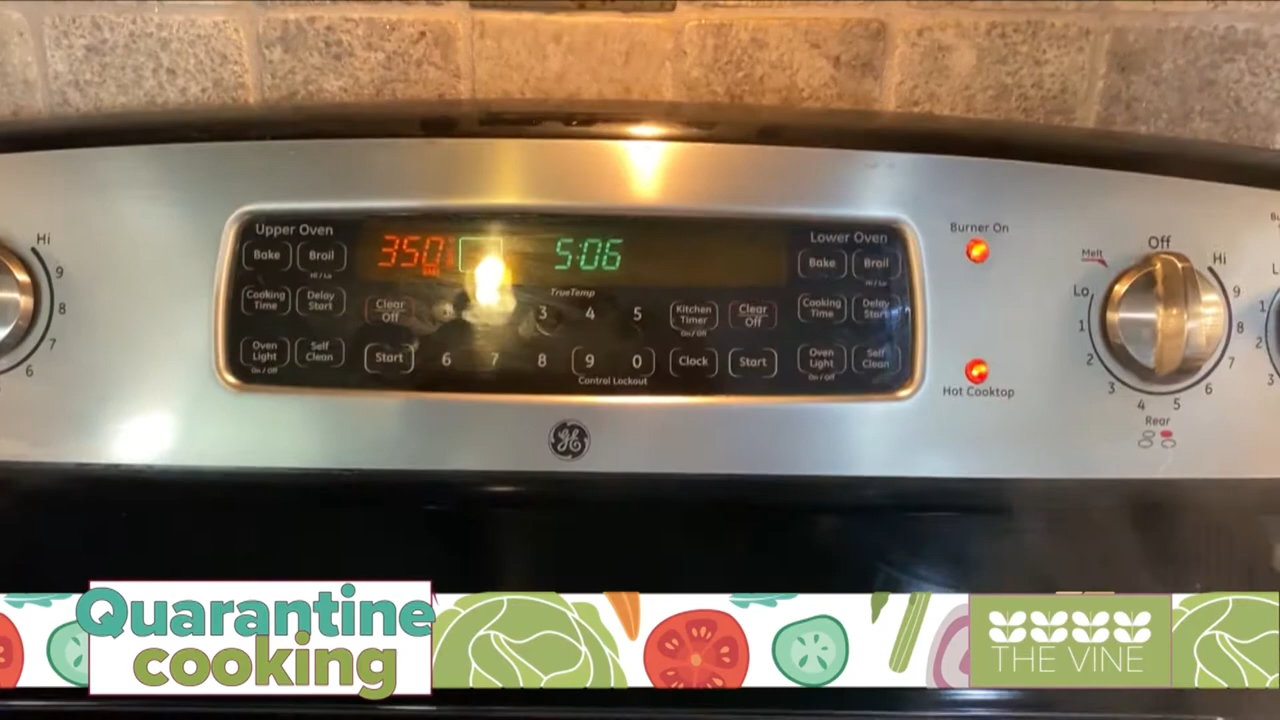 Upper Oven
Bake
Broil
Hi / Lo
Cooking Time
Delay Start
Oven Light
On / Off
Self Clean
350
5:06
TrueTemp
Clear Off
3 4 5
Start
6 7 8 9 0
Control Lockout
Kitchen Timer
On/Off
Clear Off
Clock
Start
Lower Oven
Bake
Broil
Hi / Lo
Cooking Time
Delay Start
Oven Light
On / Off
Self Clean
Hi
9
8
7
6
GE
Burner On
Hot Cooktop
Melt
Off
Lo
Hi
1
2
3
4
5
6
7
8
9
Rear
1
2
3
Quarantine
cooking
THE VINE